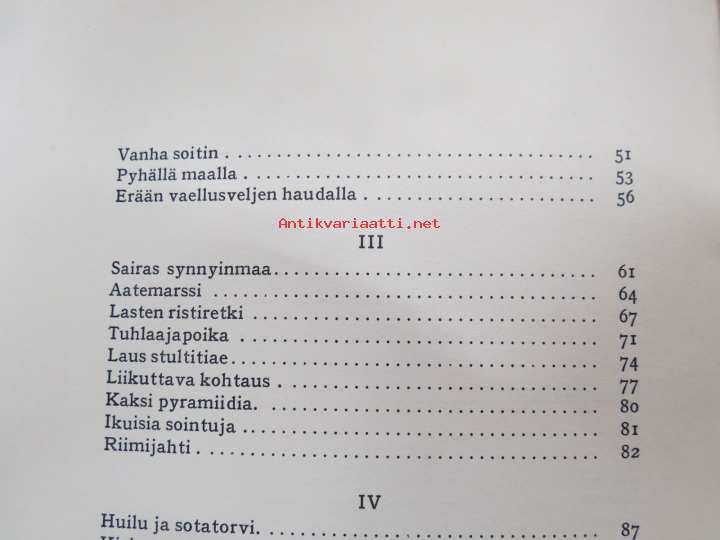 Vanha soitin . . . . . . . . . . . . . . . . . . . . . . . . . . . . 51
Pyhällä maalla . . . . . . . . . . . . . . . . . . . . . . . . . . . 53
Erään vaellusveljen haudalla . . . . . . . . . . . . . . . . . . 56
Antikvariaatti.net
III
Sairas synnyinmaa. . . . . . . . . . . . . . . . . . . . . . . . . 61
Aatemarssi . . . . . . . . . . . . . . . . . . . . . . . . . . . . . 64
Lasten ristiretki . . . . . . . . . . . . . . . . . . . . . . . . . . 67
Tuhlaajapoika . . . . . . . . . . . . . . . . . . . . . . . . . . . 71
Laus stultitiae. . . . . . . . . . . . . . . . . . . . . . . . . . . . 74
Liikuttava kohtaus . . . . . . . . . . . . . . . . . . . . . . . . 77
Kaksi pyramiidia. . . . . . . . . . . . . . . . . . . . . . . . . . 80
Ikuisia sointuja . . . . . . . . . . . . . . . . . . . . . . . . . . . 81
Riimijahti . . . . . . . . . . . . . . . . . . . . . . . . . . . . . . 82
IV
Huilu ja sotatorvi. . . . . . . . . . . . . . . . . . . . . . . . . . 87